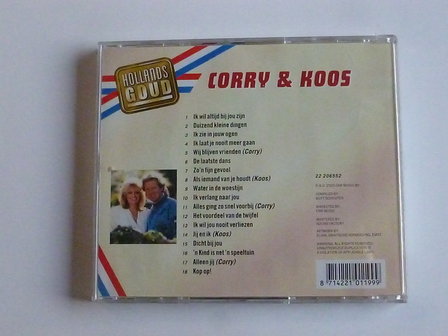 HOLLANDS
GOUD
CORRY & KOOS
1 Ik wil altijd bij jou zijn
2 Duizend kleine dingen
3 Ik zie in jouw ogen
4 Ik laat je nooit meer gaan
5 Wij blijven vrienden (Corry)
6 De laatste dans
7 Zo'n fijn gevoel
8 Als iemand van je houdt (Koos)
9 Water in de woestijn
10 Ik verlang naar jou
11 Alles ging zo snel voorbij (Corry)
12 Het voordeel van de twijfel
13 Ik wil jou nooit verliezen
14 Jij en ik (Koos)
15 Dicht bij jou
16 'n Kind is net 'n speeltuin
17 Alleen jij (Corry)
18 Kop op!
22 206552
8 714221 011999